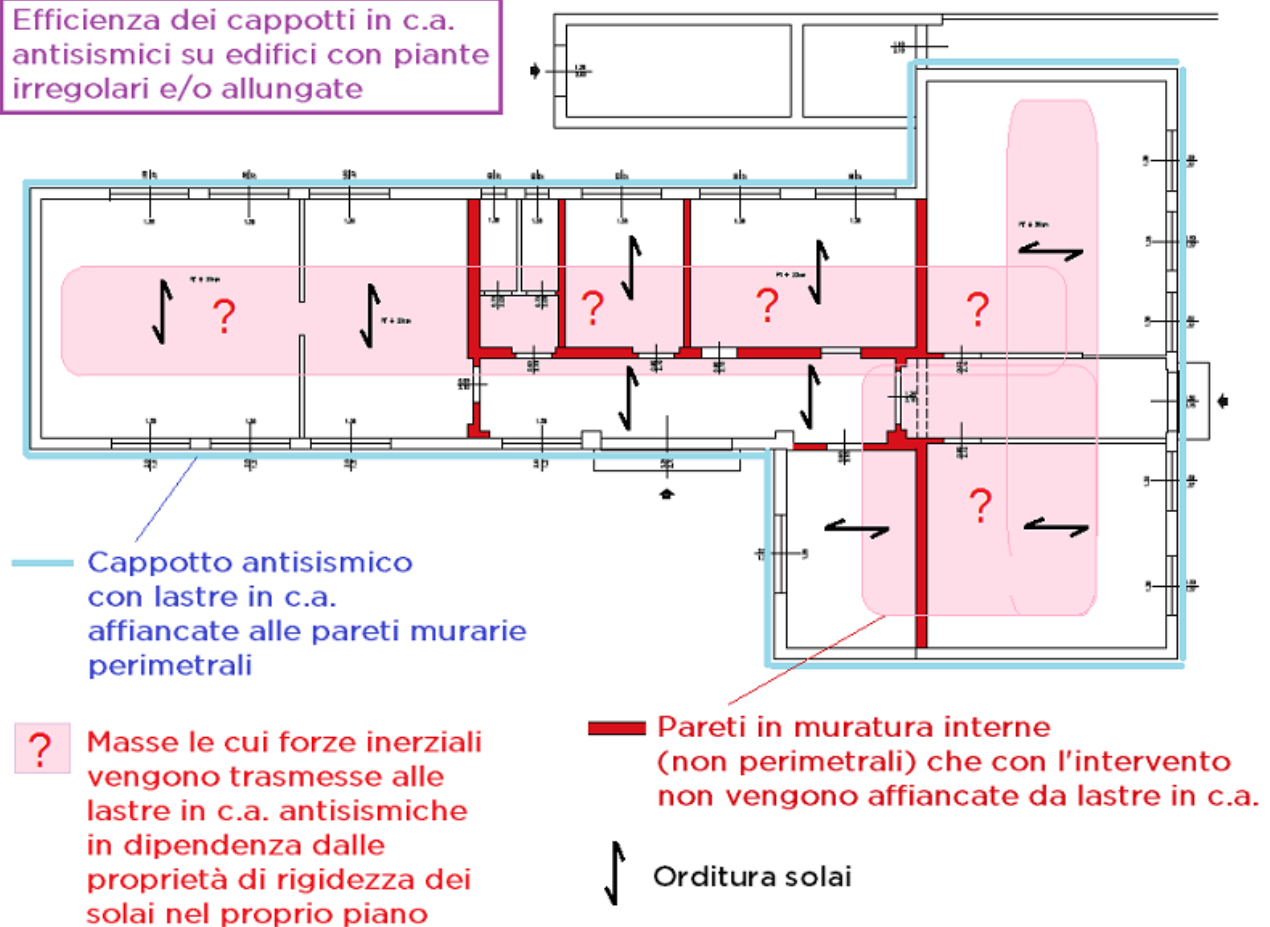 Efficienza dei cappotti in c.a.
antisismici su edifici con piante
irregolari e/o allungate
?
?
?
?
?
Cappotto antisismico
con lastre in c.a.
affiancate alle pareti murarie
perimetrali
?
Masse le cui forze inerziali
vengono trasmesse alle
lastre in c.a. antisismiche
in dipendenza dalle
proprietà di rigidezza dei
solai nel proprio piano
Pareti in muratura interne
(non perimetrali) che con l'intervento
non vengono affiancate da lastre in c.a.
Orditura solai